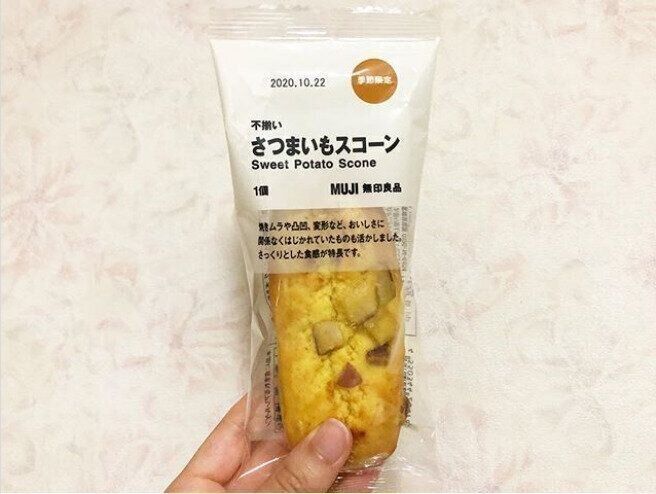 2020.10.22
季節限定
不揃い
さつまいもスコーン
Sweet Potato Scone
1個
MUJI 無印良品
焼きムラや凸凹、変形など、おいしさに
関係なくはじかれていたものも活かしました。
さっくりとした食感が特長です。